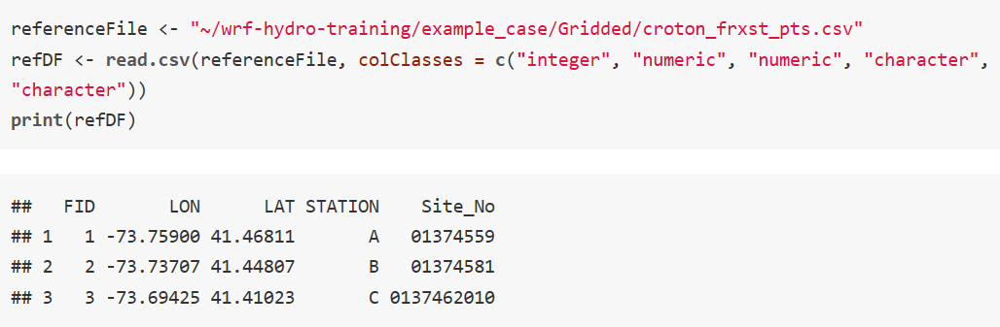 referenceFile <- "~/wrf-hydro-training/example_case/Gridded/croton_frxst_pts.csv"
refDF <- read.csv(referenceFile, colClasses = c("integer", "numeric", "numeric", "character",
"character"))
print(refDF)
##   FID       LON      LAT STATION    Site_No
## 1   1 -73.75900 41.46811       A   01374559
## 2   2 -73.73707 41.44807       B   01374581
## 3   3 -73.69425 41.41023       C 0137462010